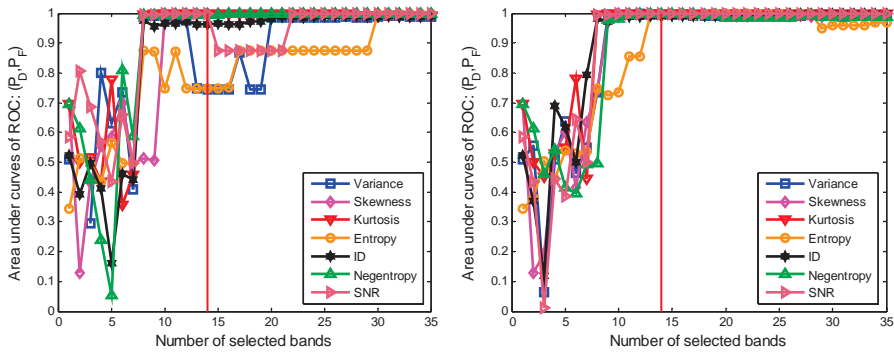 Area under curves of ROC: (P_D,P_F)
1
0.9
0.8
0.7
0.6
0.5
0.4
0.3
0.2
0.1
0
Variance
Skewness
Kurtosis
Entropy
ID
Negentropy
SNR
0 5 10 15 20 25 30 35
Number of selected bands
Area under curves of ROC: (P_D,P_F)
1
0.9
0.8
0.7
0.6
0.5
0.4
0.3
0.2
0.1
0
Variance
Skewness
Kurtosis
Entropy
ID
Negentropy
SNR
0 5 10 15 20 25 30 35
Number of selected bands